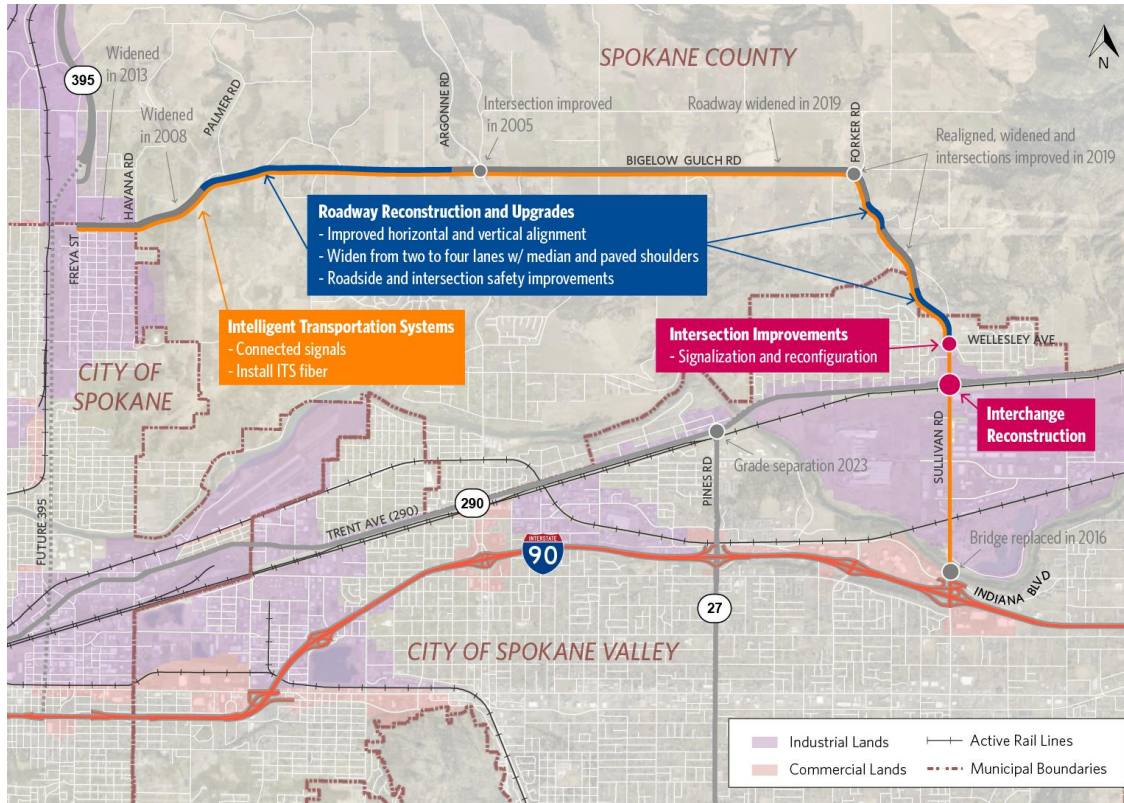 SPOKANE COUNTY
N
Widened
in 2013
395
Widened
in 2008
PALMER RD
ARGONNE RD
Intersection improved
in 2005
Roadway widened in 2019
FORKER RD
Realigned, widened and
intersections improved in 2019
HAVANA RD
BIGELOW GULCH RD
FREYA ST
Roadway Reconstruction and Upgrades
- Improved horizontal and vertical alignment
- Widen from two to four lanes w/ median and paved shoulders
- Roadside and intersection safety improvements
Intelligent Transportation Systems
- Connected signals
- Install ITS fiber
Intersection Improvements
- Signalization and reconfiguration
WELLESLEY AVE
CITY OF
SPOKANE
Interchange
Reconstruction
SULLIVAN RD
PINES RD
Grade separation 2023
290
TRENT AVE (290)
FUTURE 395
INTERSTATE
90
Bridge replaced in 2016
INDIANA BLVD
27
CITY OF SPOKANE VALLEY
Industrial Lands
Active Rail Lines
Commercial Lands
Municipal Boundaries